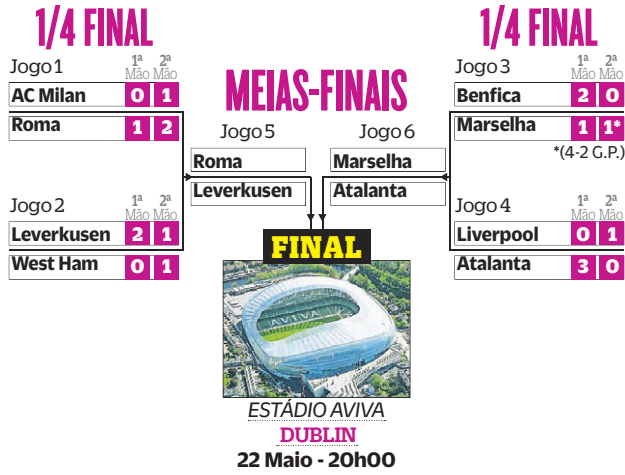 1/4 FINAL
Jogo 1 1ª Mão 2ª Mão
AC Milan 0 1
Roma 1 2
Jogo 2 1ª Mão 2ª Mão
Leverkusen 2 1
West Ham 0 1
MEIAS-FINAIS
Jogo 5
Roma
Leverkusen
Jogo 6
Marselha
Atalanta
1/4 FINAL
Jogo 3 1ª Mão 2ª Mão
Benfica 2 0
Marselha 1 1*
*(4-2 G.P.)
Jogo 4 1ª Mão 2ª Mão
Liverpool 0 1
Atalanta 3 0
FINAL
AVIVA
ESTÁDIO AVIVA
DUBLIN
22 Maio - 20h00